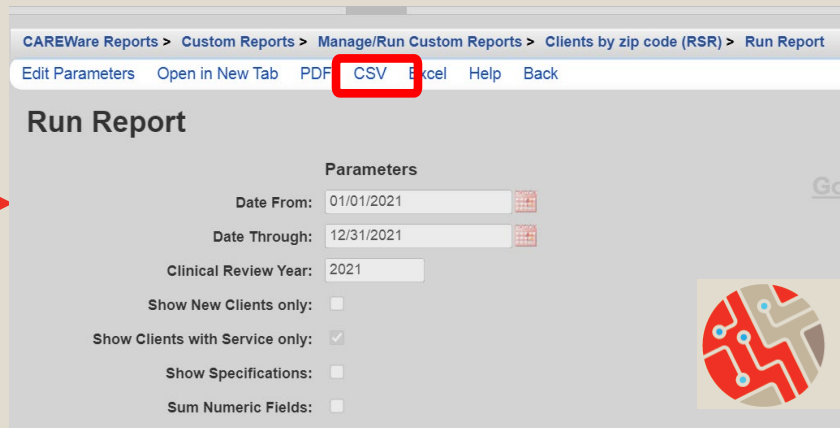 CAREWare Reports > Custom Reports > Manage/Run Custom Reports > Clients by zip code (RSR) > Run Report
Edit Parameters Open in New Tab PDF CSV Excel Help Back
Run Report
Parameters
Date From: 01/01/2021
Date Through: 12/31/2021
Clinical Review Year: 2021
Show New Clients only:
Show Clients with Service only:
Show Specifications:
Sum Numeric Fields: